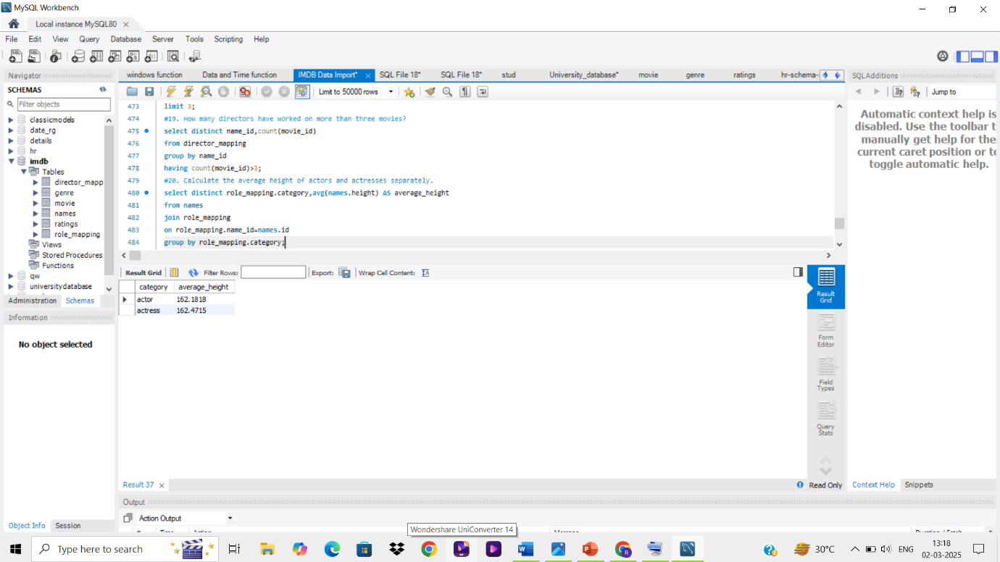 MySQL Workbench
Local instance MySQL80
File Edit View Query Database Server Tools Scripting Help
Navigator
SCHEMAS
Filter objects
classicmodels
date_rg
details
hr
imdb
Tables
director_mapp
genre
movie
names
ratings
role_mapping
Views
Stored Procedures
Functions
qw
universitydatabase
Administration Schemas
Information
No object selected
Object Info Session
windows function Data and Time function IMDB Data Import* SQL File 18* SQL File 18* stud University_database* movie genre ratings hr-schema-
Limit to 50000 rows
473 limit 3;
474 #19. How many directors have worked on more than three movies?
475 select distinct name_id,count(movie_id)
476 from director_mapping
477 group by name_id
478 having count(movie_id)>3;
479 #20. Calculate the average height of actors and actresses separately.
480 select distinct role_mapping.category,avg(names.height) AS average_height
481 from names
482 join role_mapping
483 on role_mapping.name_id=names.id
484 group by role_mapping.category;
Result Grid Filter Rows: Export: Wrap Cell Content:
category average_height
actor 162.1818
actress 162.4715
Result Grid
Form Editor
Field Types
Query Stats
Result 37
Read Only
Output
Action Output
SQLAdditions
Jump to
Automatic context help is
disabled. Use the toolbar t
manually get help for the
current caret position or to
toggle automatic help.
Context Help Snippets
Wondershare UniConverter 14
Type here to search
30°C
ENG
13:18
02-03-2025